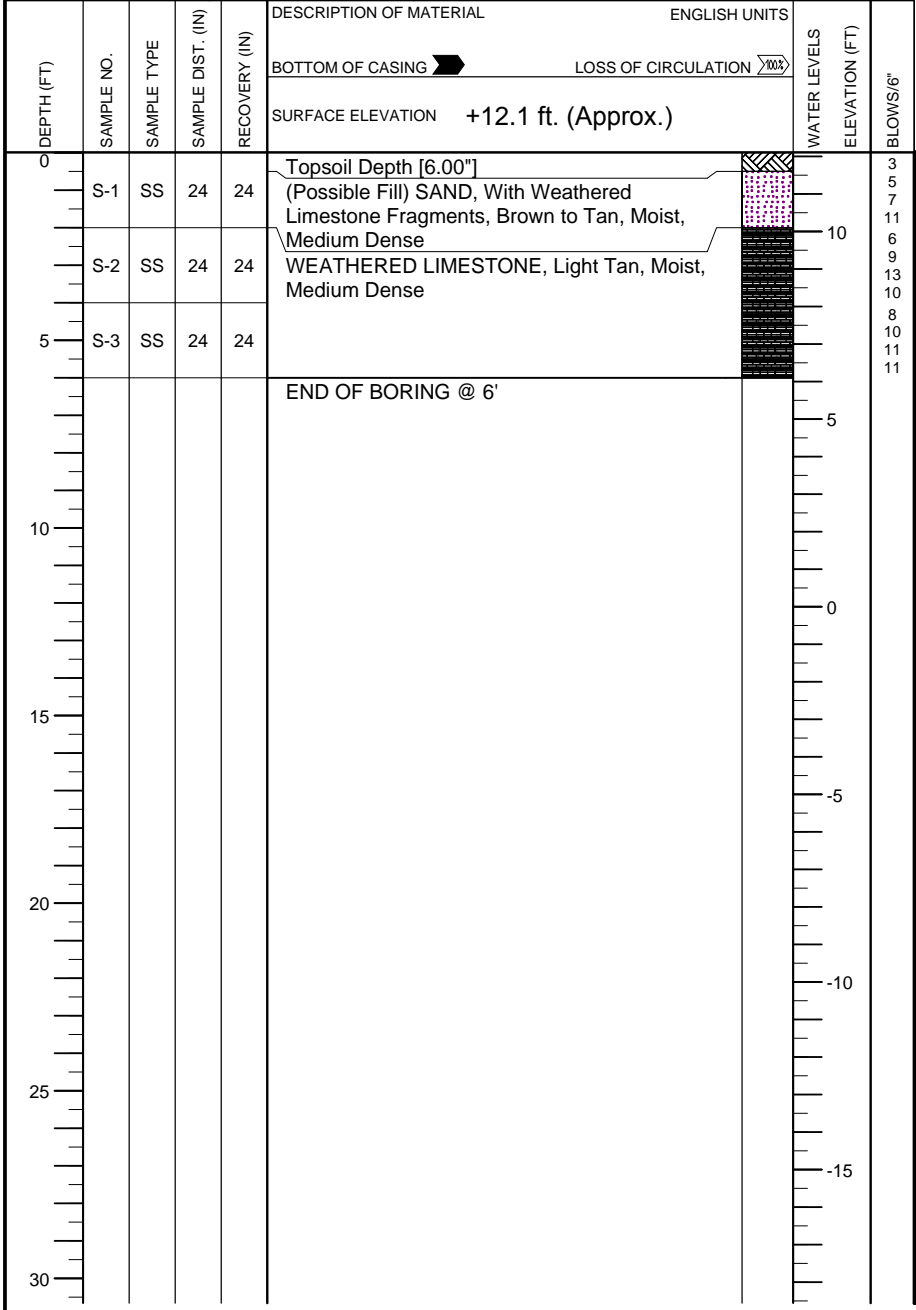 DEPTH (FT)
SAMPLE NO.
SAMPLE TYPE
SAMPLE DIST. (IN)
RECOVERY (IN)
DESCRIPTION OF MATERIAL ENGLISH UNITS
BOTTOM OF CASING LOSS OF CIRCULATION 100%
SURFACE ELEVATION +12.1 ft. (Approx.)
WATER LEVELS
ELEVATION (FT)
BLOWS/6"
0
5
10
15
20
25
30
S-1 SS 24 24
S-2 SS 24 24
S-3 SS 24 24
Topsoil Depth [6.00"]
(Possible Fill) SAND, With Weathered
Limestone Fragments, Brown to Tan, Moist,
Medium Dense
WEATHERED LIMESTONE, Light Tan, Moist,
Medium Dense
END OF BORING @ 6'
10
5
0
-5
-10
-15
3
5
7
11
6
9
13
10
8
10
11
11